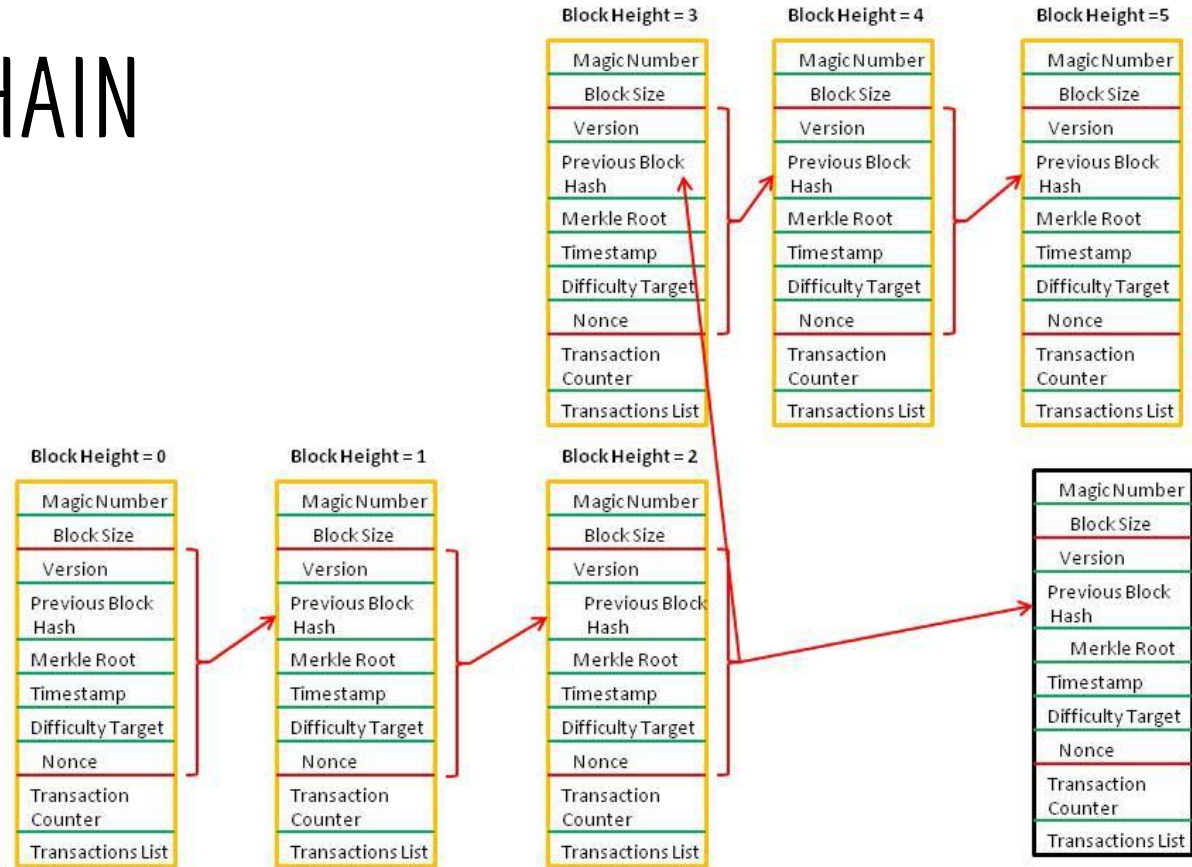 HAIN
Block Height = 3
Magic Number
Block Size
Version
Previous Block
Hash
Merkle Root
Timestamp
Difficulty Target
Nonce
Transaction
Counter
Transactions List
Block Height = 4
Magic Number
Block Size
Version
Previous Block
Hash
Merkle Root
Timestamp
Difficulty Target
Nonce
Transaction
Counter
Transactions List
Block Height =5
Magic Number
Block Size
Version
Previous Block
Hash
Merkle Root
Timestamp
Difficulty Target
Nonce
Transaction
Counter
Transactions List
Block Height = 0
Magic Number
Block Size
Version
Previous Block
Hash
Merkle Root
Timestamp
Difficulty Target
Nonce
Transaction
Counter
Transactions List
Block Height = 1
Magic Number
Block Size
Version
Previous Block
Hash
Merkle Root
Timestamp
Difficulty Target
Nonce
Transaction
Counter
Transactions List
Block Height = 2
Magic Number
Block Size
Version
Previous Block
Hash
Merkle Root
Timestamp
Difficulty Target
Nonce
Transaction
Counter
Transactions List
Magic Number
Block Size
Version
Previous Block
Hash
Merkle Root
Timestamp
Difficulty Target
Nonce
Transaction
Counter
Transactions List